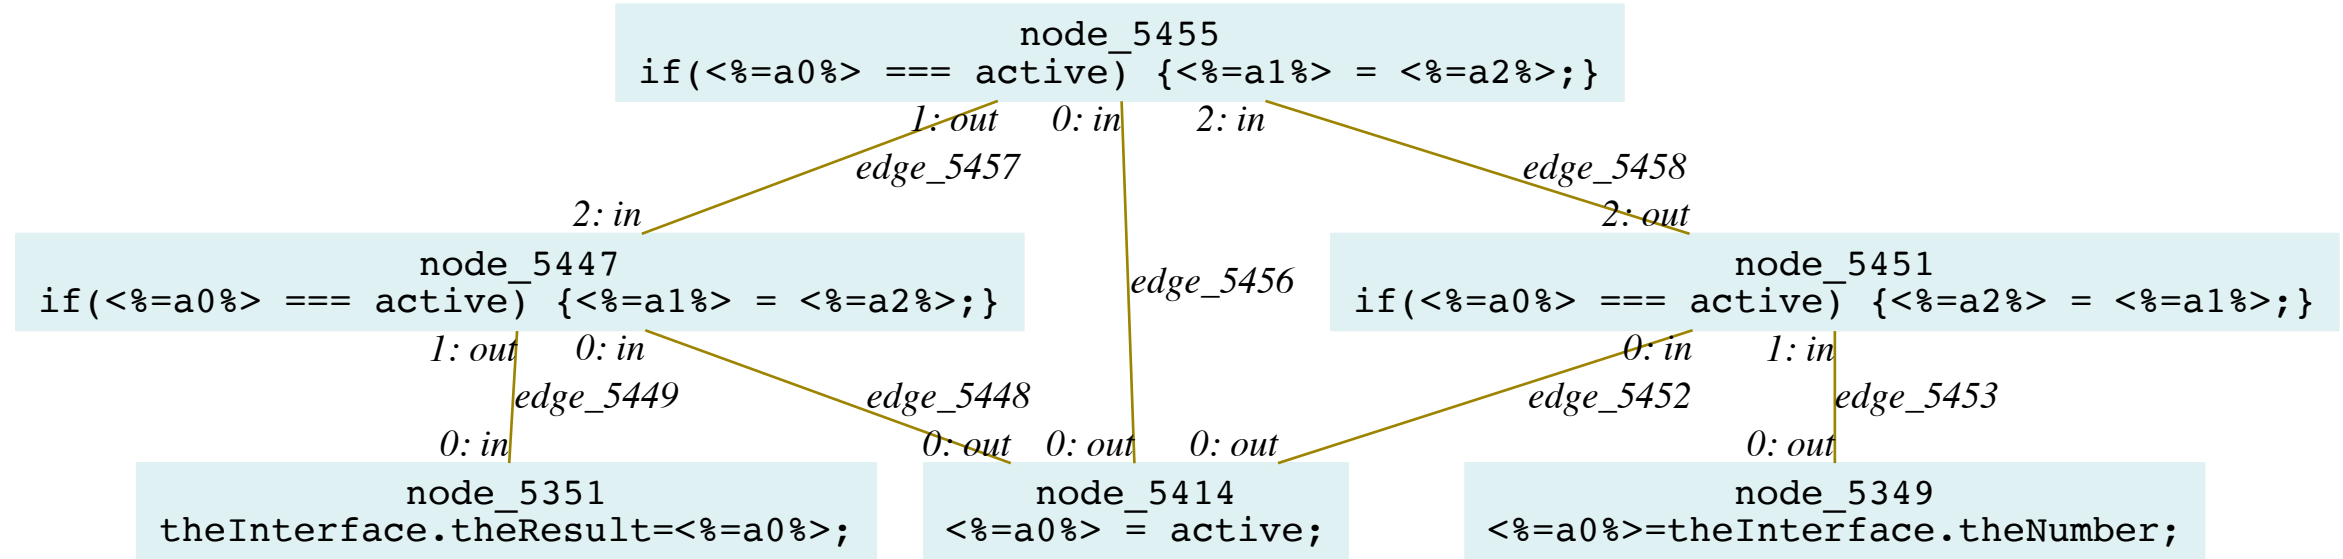 node_5455
if(<%=a0%> === active) {<%=a1%> = <%=a2%>;}
1: out
0: in
2: in
edge_5457
edge_5458
2: in
2: out
node_5447
if(<%=a0%> === active) {<%=a1%> = <%=a2%>;}
edge_5456
node_5451
if(<%=a0%> === active) {<%=a2%> = <%=a1%>;}
1: out
0: in
0: in
1: in
edge_5449
edge_5448
edge_5452
edge_5453
0: in
0: out
0: out
0: out
0: out
node_5351
theInterface.theResult=<%=a0%>;
node_5414
<%=a0%> = active;
node_5349
<%=a0%>=theInterface.theNumber;